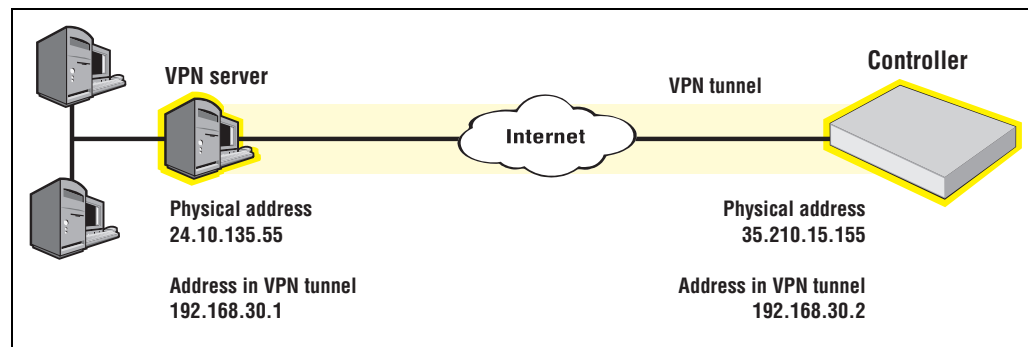 VPN server
VPN tunnel
Controller
Internet
Physical address
24.10.135.55
Address in VPN tunnel
192.168.30.1
Physical address
35.210.15.155
Address in VPN tunnel
192.168.30.2